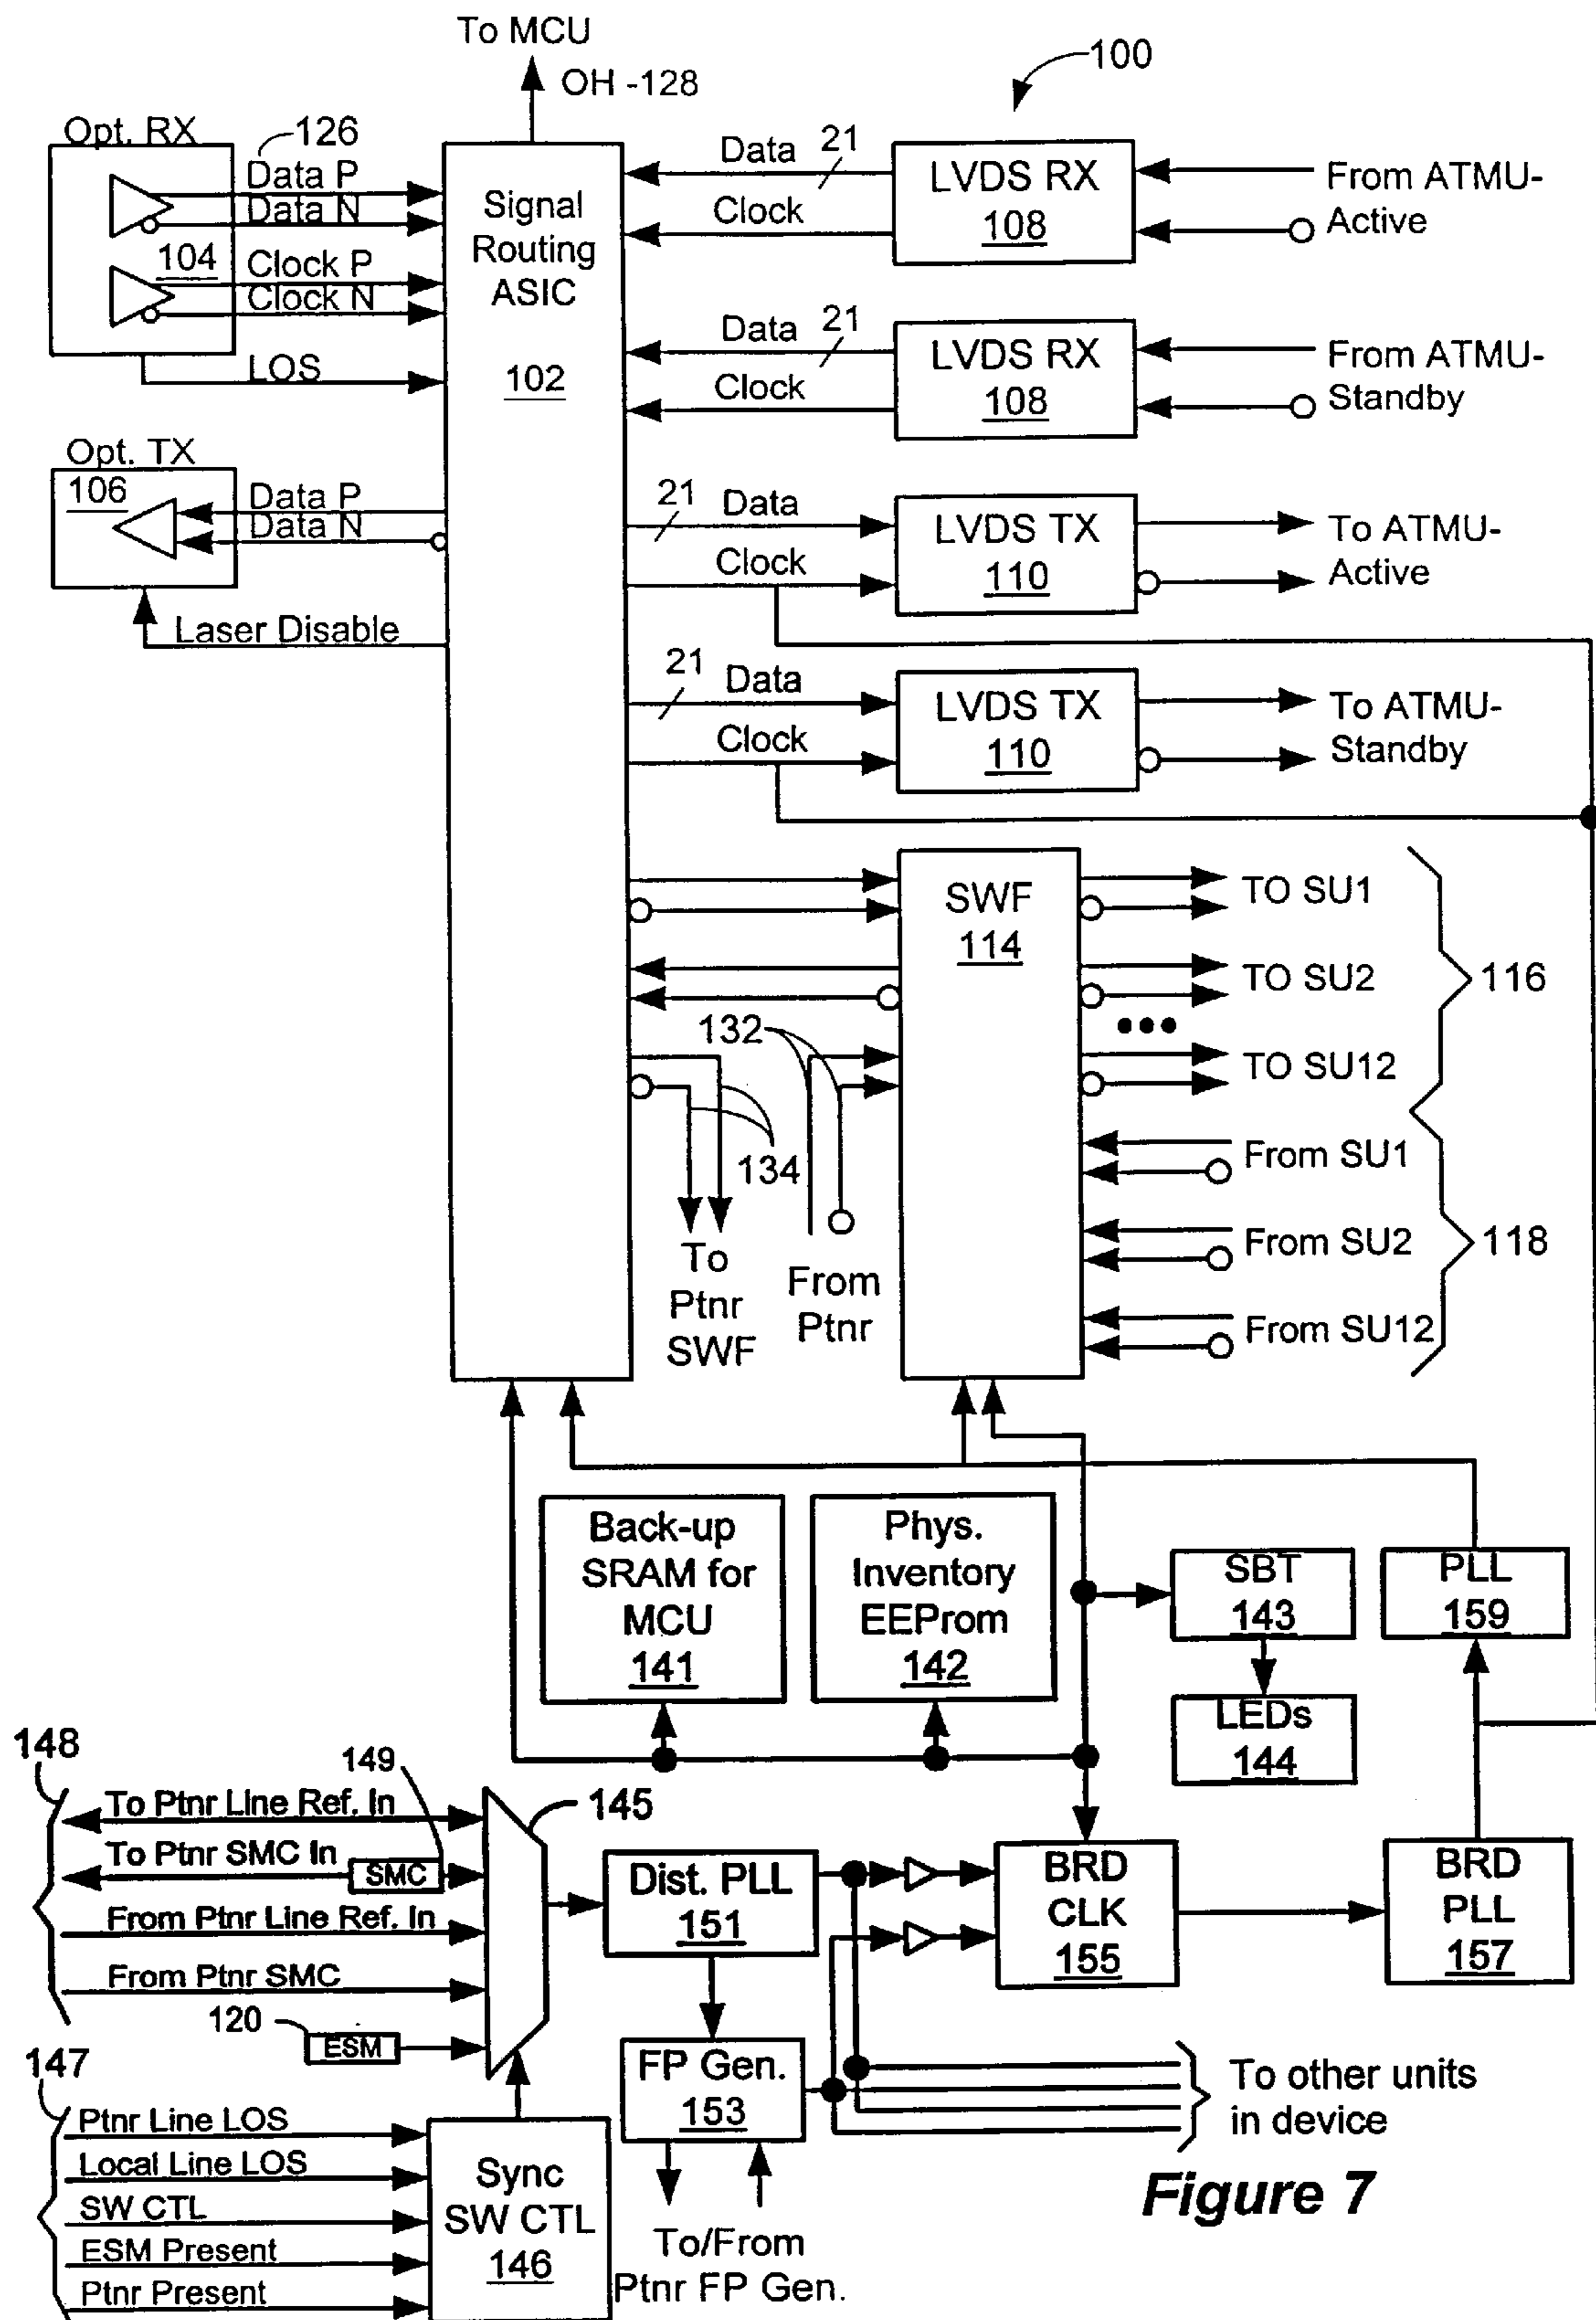 To MCU
OH -128
100
Opt. RX
126
Data P
Data N
104
Clock P
Clock N
LOS
Signal
Routing
ASIC
102
Data
21
Clock
LVDS RX
108
From ATMU-
Active
Data
21
Clock
LVDS RX
108
From ATMU-
Standby
Opt. TX
106
Data P
Data N
Laser Disable
21
Data
Clock
LVDS TX
110
To ATMU-
Active
21
Data
Clock
LVDS TX
110
To ATMU-
Standby
SWF
114
TO SU1
TO SU2
TO SU12
116
132
134
To
Ptnr
SWF
From
Ptnr
From SU1
From SU2
From SU12
118
Back-up
SRAM for
MCU
141
Phys.
Inventory
EEProm
142
SBT
143
LEDs
144
PLL
159
148
149
To Ptnr Line Ref. In
To Ptnr SMC In
SMC
From Ptnr Line Ref. In
From Ptnr SMC
120
ESM
145
Dist. PLL
151
BRD
CLK
155
BRD
PLL
157
FP Gen.
153
To other units
in device
147
Ptnr Line LOS
Local Line LOS
SW CTL
ESM Present
Ptnr Present
Sync
SW CTL
146
To/From
Ptnr FP Gen.
Figure 7